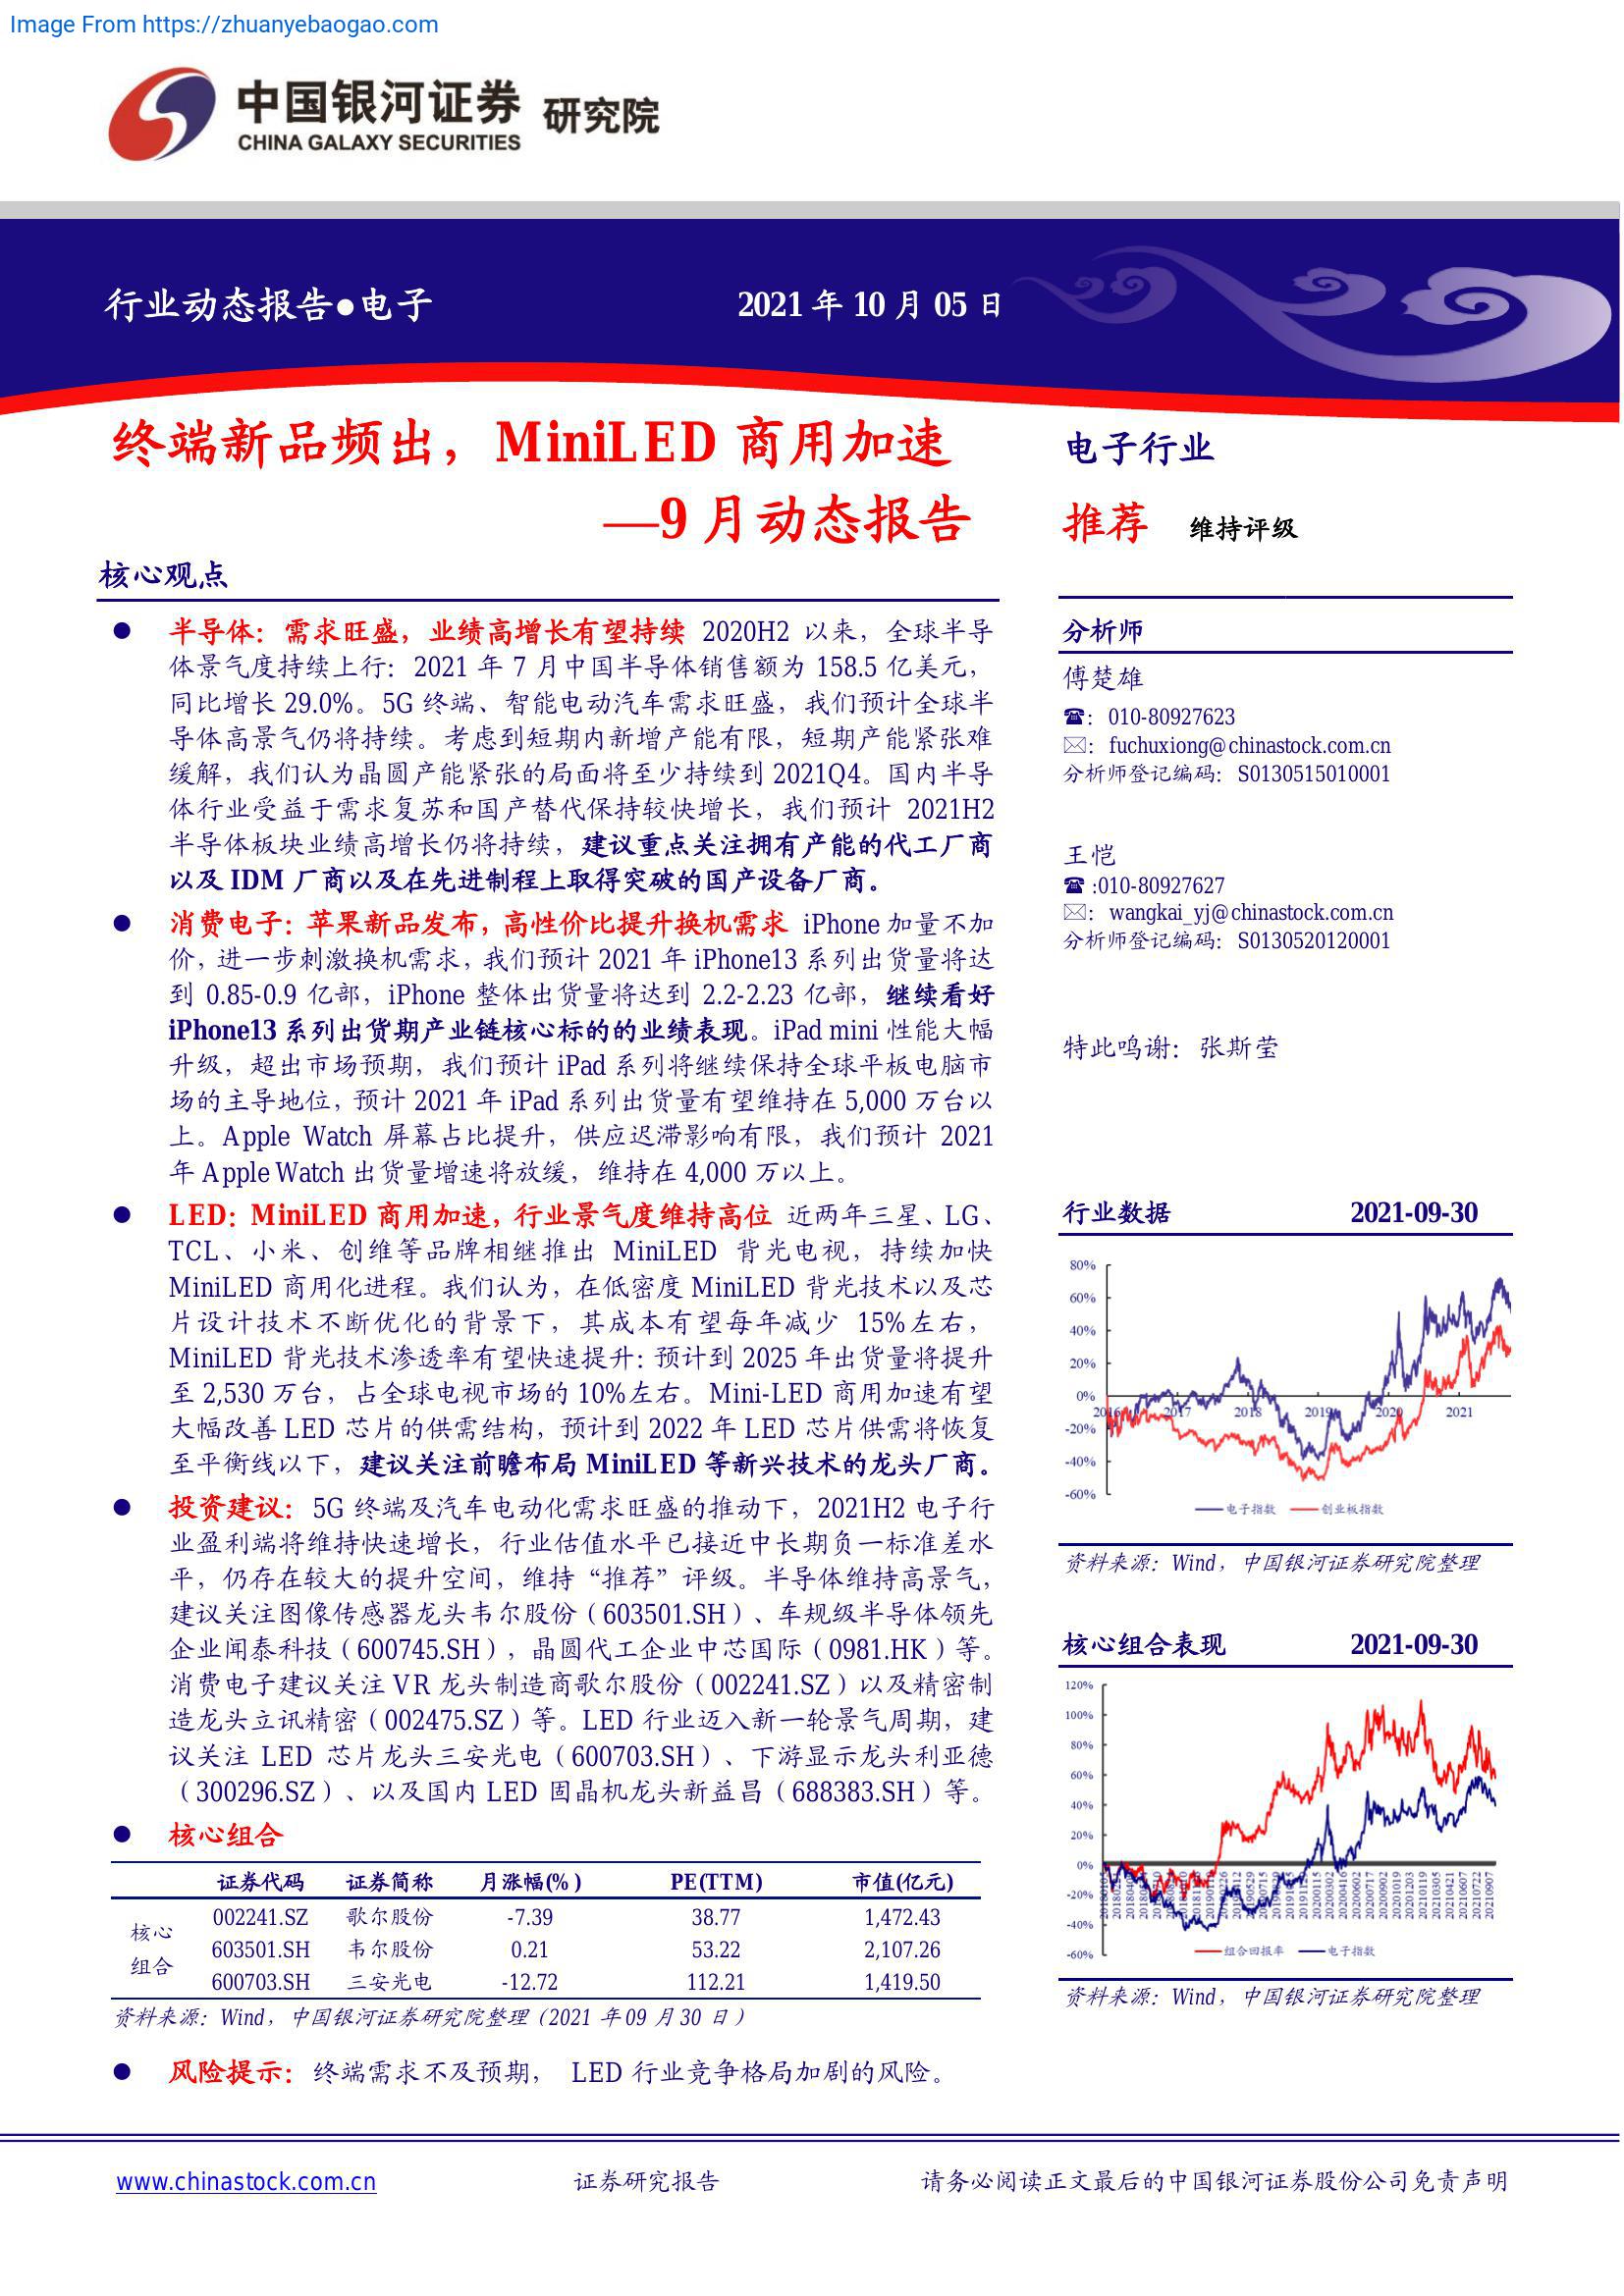 Image From https://zhuanyebaogao.com
中国银河证券 研究院
CHINA GALAXY SECURITIES
行业动态报告●电子
2021 年 10 月 05 日
终端新品频出，MiniLED 商用加速
—9 月动态报告
核心观点
● 半导体：需求旺盛，业绩高增长有望持续 2020H2 以来，全球半导
体景气度持续上行：2021 年 7 月中国半导体销售额为 158.5 亿美元，
同比增长 29.0%。5G 终端、智能电动汽车需求旺盛，我们预计全球半
导体高景气仍将持续。考虑到短期内新增产能有限，短期产能紧张难
缓解，我们认为晶圆产能紧张的局面将至少持续到 2021Q4。国内半导
体行业受益于需求复苏和国产替代保持较快增长，我们预计 2021H2
半导体板块业绩高增长仍将持续，建议重点关注拥有产能的代工厂商
以及 IDM 厂商以及在先进制程上取得突破的国产设备厂商。
● 消费电子：苹果新品发布，高性价比提升换机需求 iPhone 加量不加
价，进一步刺激换机需求，我们预计 2021 年 iPhone13 系列出货量将达
到 0.85-0.9 亿部，iPhone 整体出货量将达到 2.2-2.23 亿部，继续看好
iPhone13 系列出货期产业链核心标的的业绩表现。iPad mini 性能大幅
升级，超出市场预期，我们预计 iPad 系列将继续保持全球平板电脑市
场的主导地位，预计 2021 年 iPad 系列出货量有望维持在 5,000 万台以
上。Apple Watch 屏幕占比提升，供应迟滞影响有限，我们预计 2021
年 Apple Watch 出货量增速将放缓，维持在 4,000 万以上。
● LED：MiniLED 商用加速，行业景气度维持高位 近两年三星、LG、
TCL、小米、创维等品牌相继推出 MiniLED 背光电视，持续加快
MiniLED 商用化进程。我们认为，在低密度 MiniLED 背光技术以及芯
片设计技术不断优化的背景下，其成本有望每年减少 15%左右，
MiniLED 背光技术渗透率有望快速提升：预计到 2025 年出货量将提升
至 2,530 万台，占全球电视市场的 10%左右。Mini-LED 商用加速有望
大幅改善 LED 芯片的供需结构，预计到 2022 年 LED 芯片供需将恢复
至平衡线以下，建议关注前瞻布局 MiniLED 等新兴技术的龙头厂商。
● 投资建议：5G 终端及汽车电动化需求旺盛的推动下，2021H2 电子行
业盈利端将维持快速增长，行业估值水平已接近中长期负一标准差水
平，仍存在较大的提升空间，维持“推荐”评级。半导体维持高景气，
建议关注图像传感器龙头韦尔股份（603501.SH）、车规级半导体领先
企业闻泰科技（600745.SH），晶圆代工企业中芯国际（0981.HK）等。
消费电子建议关注 VR 龙头制造商歌尔股份（002241.SZ）以及精密制
造龙头立讯精密（002475.SZ）等。LED 行业迈入新一轮景气周期，建
议关注 LED 芯片龙头三安光电（600703.SH）、下游显示龙头利亚德
（300296.SZ）、以及国内 LED 固晶机龙头新益昌（688383.SH）等。
● 核心组合
证券代码 证券简称 月涨幅(%) PE(TTM) 市值(亿元)
核心组合
002241.SZ 歌尔股份 -7.39 38.77 1,472.43
603501.SH 韦尔股份 0.21 53.22 2,107.26
600703.SH 三安光电 -12.72 112.21 1,419.50
资料来源：Wind，中国银河证券研究院整理（2021 年 09 月 30 日）
● 风险提示：终端需求不及预期， LED 行业竞争格局加剧的风险。
电子行业
推荐 维持评级
分析师
傅楚雄
☎：010-80927623
✉：fuchuxiong@chinastock.com.cn
分析师登记编码：S0130515010001
王恺
☎:010-80927627
✉：wangkai_yj@chinastock.com.cn
分析师登记编码：S0130520120001
特此鸣谢：张斯莹
行业数据 2021-09-30
80%
60%
40%
20%
0%
-20%
-40%
-60%
2016 2017 2018 2019 2020 2021
电子指数 创业板指数
资料来源：Wind，中国银河证券研究院整理
核心组合表现 2021-09-30
120%
100%
80%
60%
40%
20%
0%
-20%
-40%
-60%
20200115 20200302 20200416 20200602 20200717 20200902 20201019 20201203 20210119 20210305 20210421 20210607 20210722 20210907
组合回报率 电子指数
资料来源：Wind，中国银河证券研究院整理
www.chinastock.com.cn
证券研究报告
请务必阅读正文最后的中国银河证券股份公司免责声明